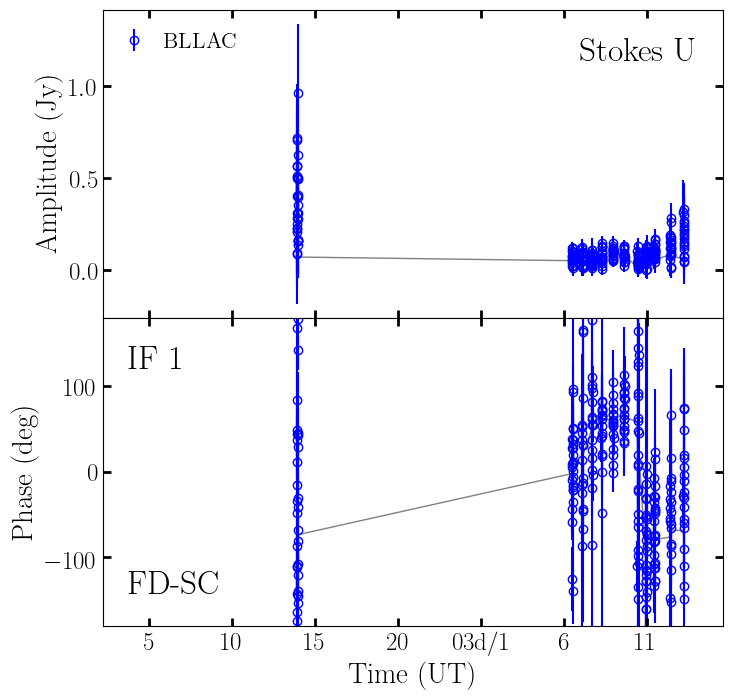 BLLAC
Stokes U
Amplitude (Jy)
1.0
0.5
0.0
IF 1
Phase (deg)
100
0
−100
FD-SC
5 10 15 20 03d/1 6 11
Time (UT)